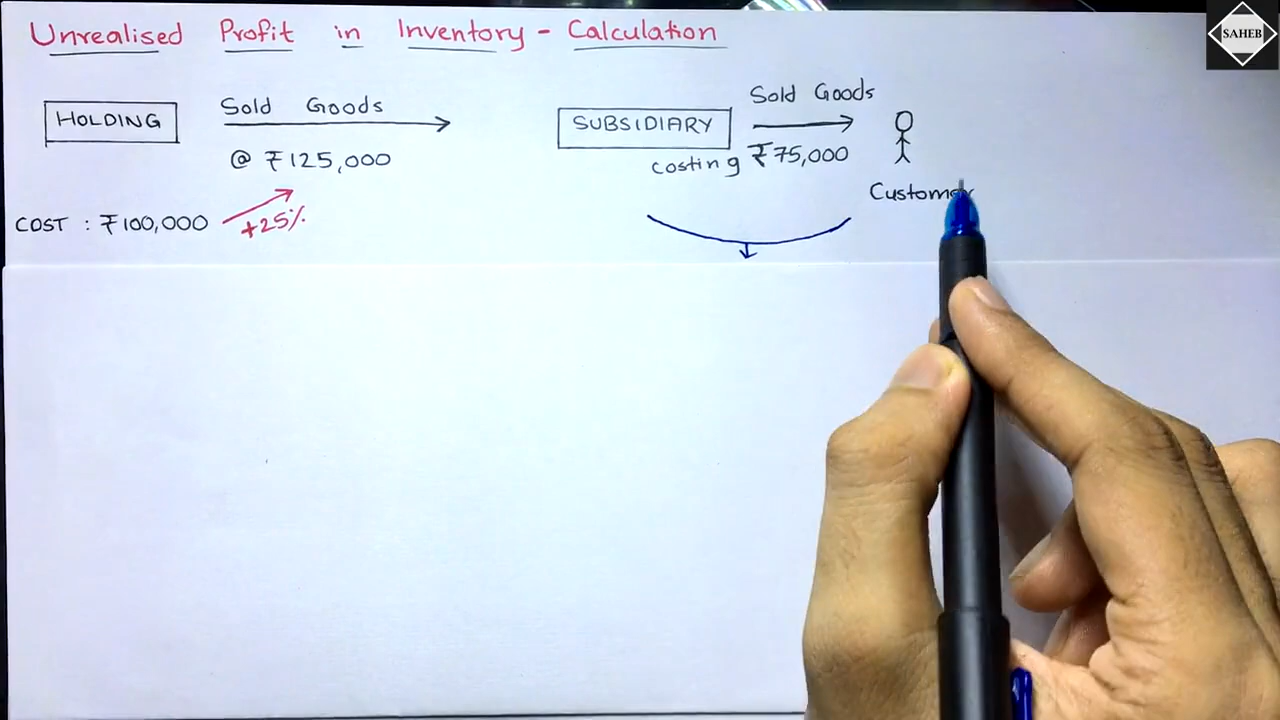 Unrealised Profit in Inventory - Calculation
SAHEB
HOLDING
Sold Goods
@ ₹125,000
SUBSIDIARY
Sold Goods
costing ₹75,000
Customer
COST : ₹100,000
+25%